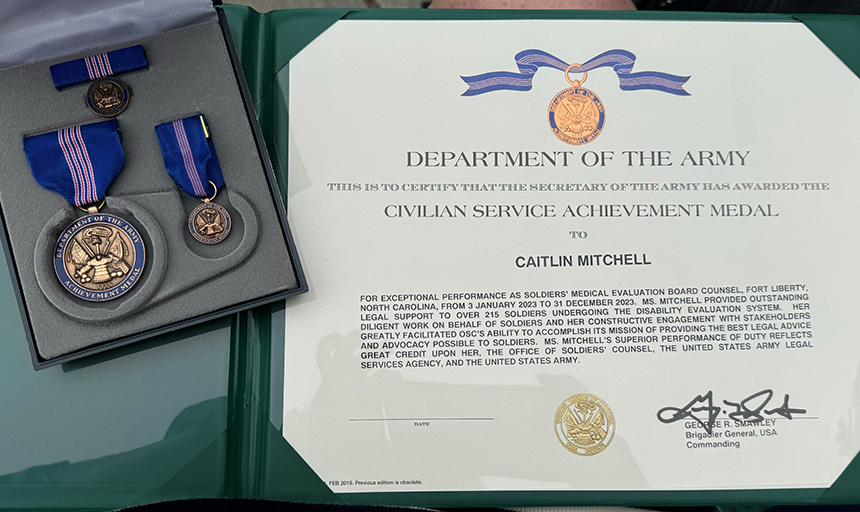 DEPARTMENT OF THE ARMY
ACHIEVEMENT MEDAL
DEPARTMENT OF THE ARMY
THIS IS TO CERTIFY THAT THE SECRETARY OF THE ARMY HAS AWARDED THE
CIVILIAN SERVICE ACHIEVEMENT MEDAL
TO
CAITLIN MITCHELL
FOR EXCEPTIONAL PERFORMANCE AS SOLDIERS' MEDICAL EVALUATION BOARD COUNSEL, FORT LIBERTY,
NORTH CAROLINA, FROM 3 JANUARY 2023 TO 31 DECEMBER 2023. MS. MITCHELL PROVIDED OUTSTANDING
LEGAL SUPPORT TO OVER 215 SOLDIERS UNDERGOING THE DISABILITY EVALUATION SYSTEM. HER
DILIGENT WORK ON BEHALF OF SOLDIERS AND HER CONSTRUCTIVE ENGAGEMENT WITH STAKEHOLDERS
GREATLY FACILITATED OSC'S ABILITY TO ACCOMPLISH ITS MISSION OF PROVIDING THE BEST LEGAL ADVICE
AND ADVOCACY POSSIBLE TO SOLDIERS. MS. MITCHELL'S SUPERIOR PERFORMANCE OF DUTY REFLECTS
GREAT CREDIT UPON HER, THE OFFICE OF SOLDIERS' COUNSEL, THE UNITED STATES ARMY LEGAL
SERVICES AGENCY, AND THE UNITED STATES ARMY.
DATE
GEORGE R. SMAWLEY
Brigadier General, USA
Commanding
FEB 2019. Previous edition is obsolete.